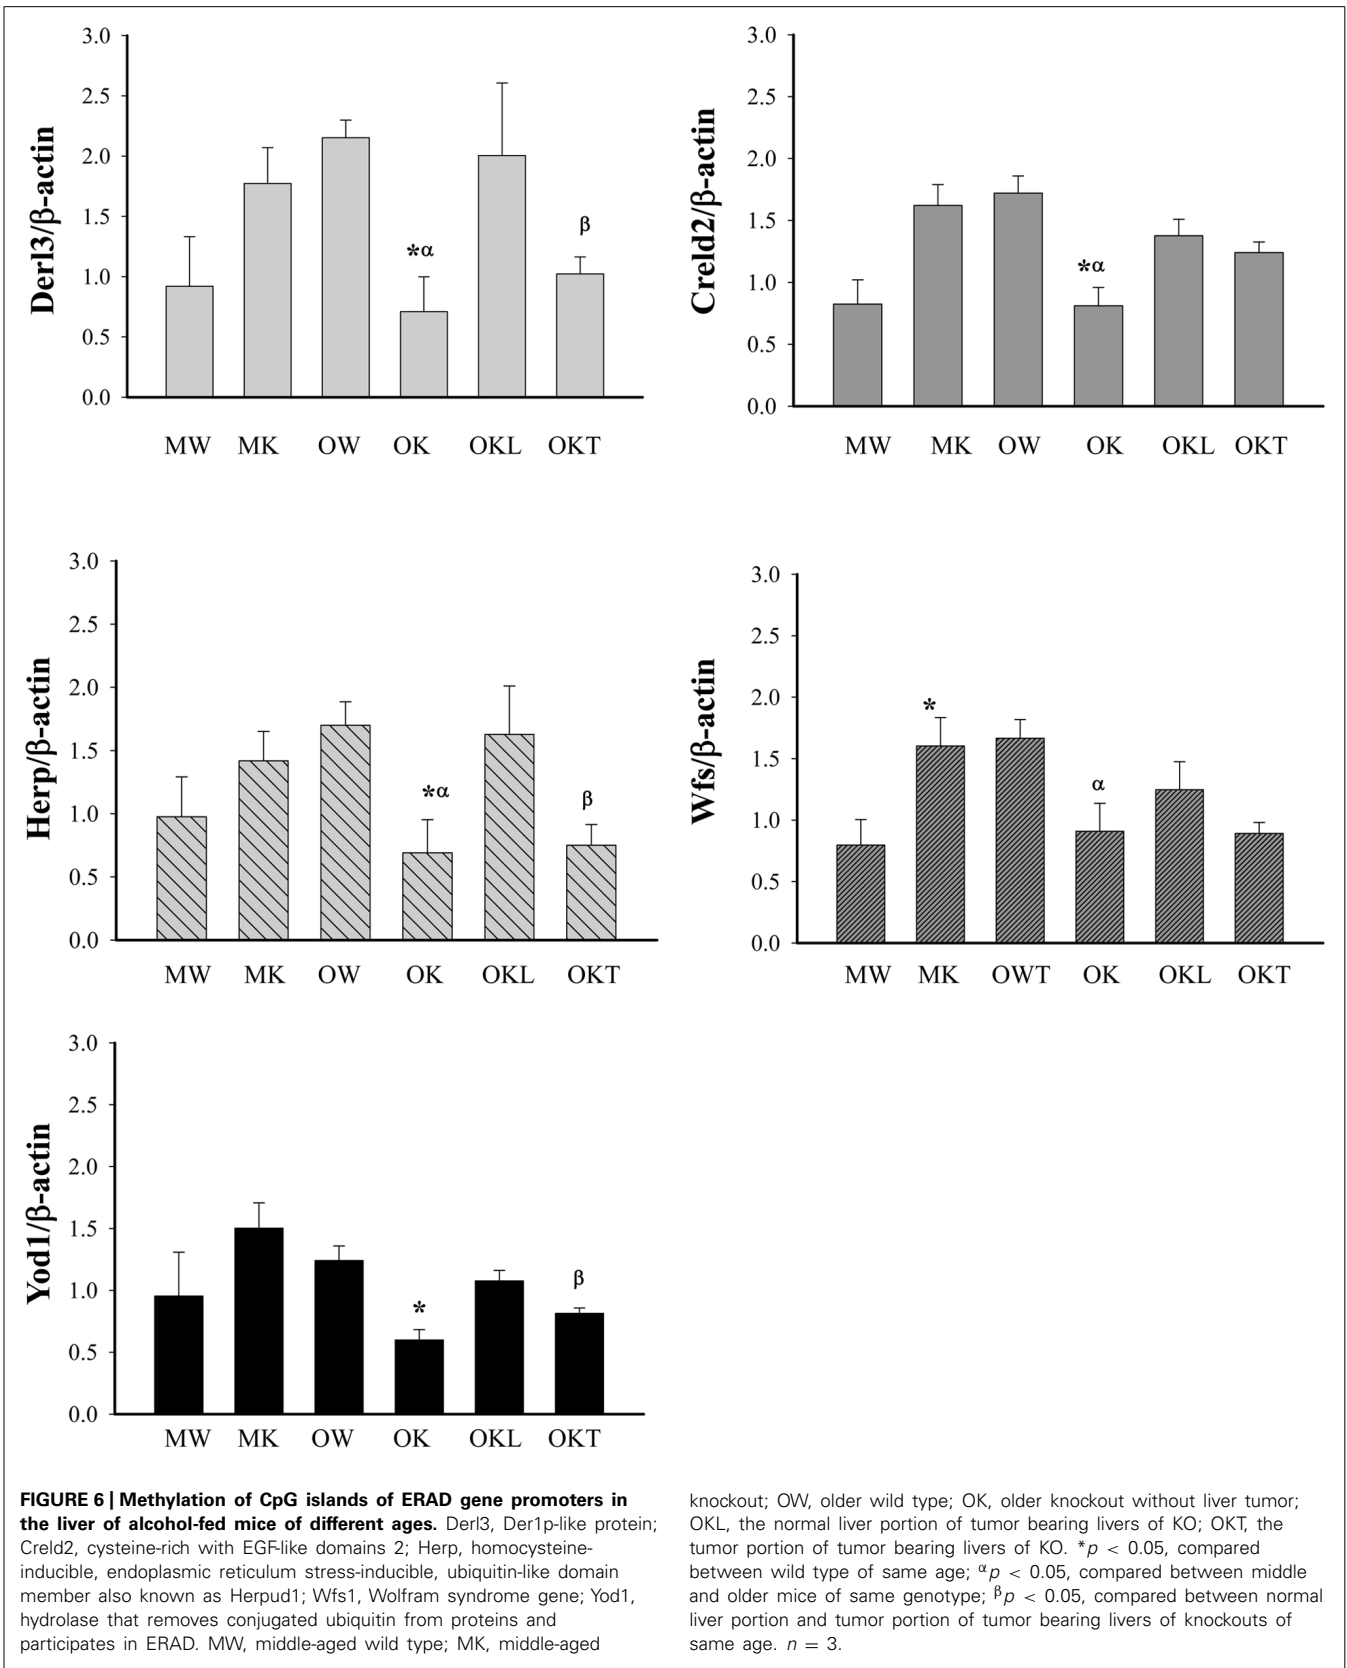 3.0
2.5
2.0
1.5
1.0
0.5
0.0
Derl3/β-actin
*α
β
MW MK OW OK OKL OKT
3.0
2.5
2.0
1.5
1.0
0.5
0.0
Creld2/β-actin
*α
MW MK OW OK OKL OKT
3.0
2.5
2.0
1.5
1.0
0.5
0.0
Herp/β-actin
*α
β
MW MK OW OK OKL OKT
3.0
2.5
2.0
1.5
1.0
0.5
0.0
Wfs/β-actin
*
α
MW MK OWT OK OKL OKT
3.0
2.5
2.0
1.5
1.0
0.5
0.0
Yod1/β-actin
*
β
MW MK OW OK OKL OKT
FIGURE 6 | Methylation of CpG islands of ERAD gene promoters in
the liver of alcohol-fed mice of different ages. Derl3, Der1p-like protein;
Creld2, cysteine-rich with EGF-like domains 2; Herp, homocysteine-
inducible, endoplasmic reticulum stress-inducible, ubiquitin-like domain
member also known as Herpud1; Wfs1, Wolfram syndrome gene; Yod1,
hydrolase that removes conjugated ubiquitin from proteins and
participates in ERAD. MW, middle-aged wild type; MK, middle-aged
knockout; OW, older wild type; OK, older knockout without liver tumor;
OKL, the normal liver portion of tumor bearing livers of KO; OKT, the
tumor portion of tumor bearing livers of KO. *p < 0.05, compared
between wild type of same age; αp < 0.05, compared between middle
and older mice of same genotype; βp < 0.05, compared between normal
liver portion and tumor portion of tumor bearing livers of knockouts of
same age. n = 3.